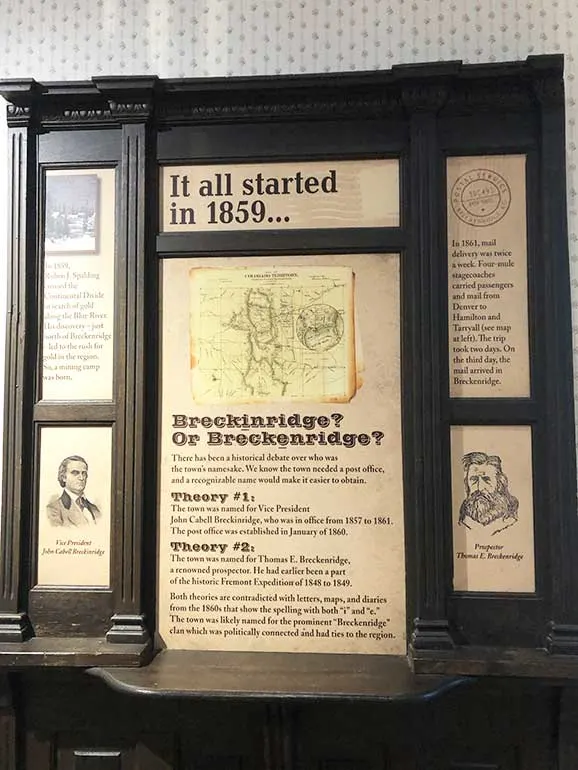 It all started
in 1859...
In 1859,
Ruben J. Spalding
crossed the
Continental Divide
in search of gold
along the Blue River.
His discovery – just
north of Breckenridge
– led to the rush for
gold in the region.
So, a mining camp
was born.
Vice President
John Cabell Breckinridge
COLORADO TERRITORY.
Breckinridge?
Or Breckenridge?
There has been a historical debate over who was
the town's namesake. We know the town needed a post office,
and a recognizable name would make it easier to obtain.
Theory #1:
The town was named for Vice President
John Cabell Breckinridge, who was in office from 1857 to 1861.
The post office was established in January of 1860.
Theory #2:
The town was named for Thomas E. Breckenridge,
a renowned prospector. He had earlier been a part
of the historic Fremont Expedition of 1848 to 1849.
Both theories are contradicted with letters, maps, and diaries
from the 1860s that show the spelling with both "i" and "e."
The town was likely named for the prominent "Breckenridge"
clan which was politically connected and had ties to the region.
POSTAL SERVICE
In 1861, mail
delivery was twice
a week. Four-mule
stagecoaches
carried passengers
and mail from
Denver to
Hamilton and
Tarryall (see map
at left). The trip
took two days. On
the third day, the
mail arrived in
Breckenridge.
Prospector
Thomas E. Breckenridge